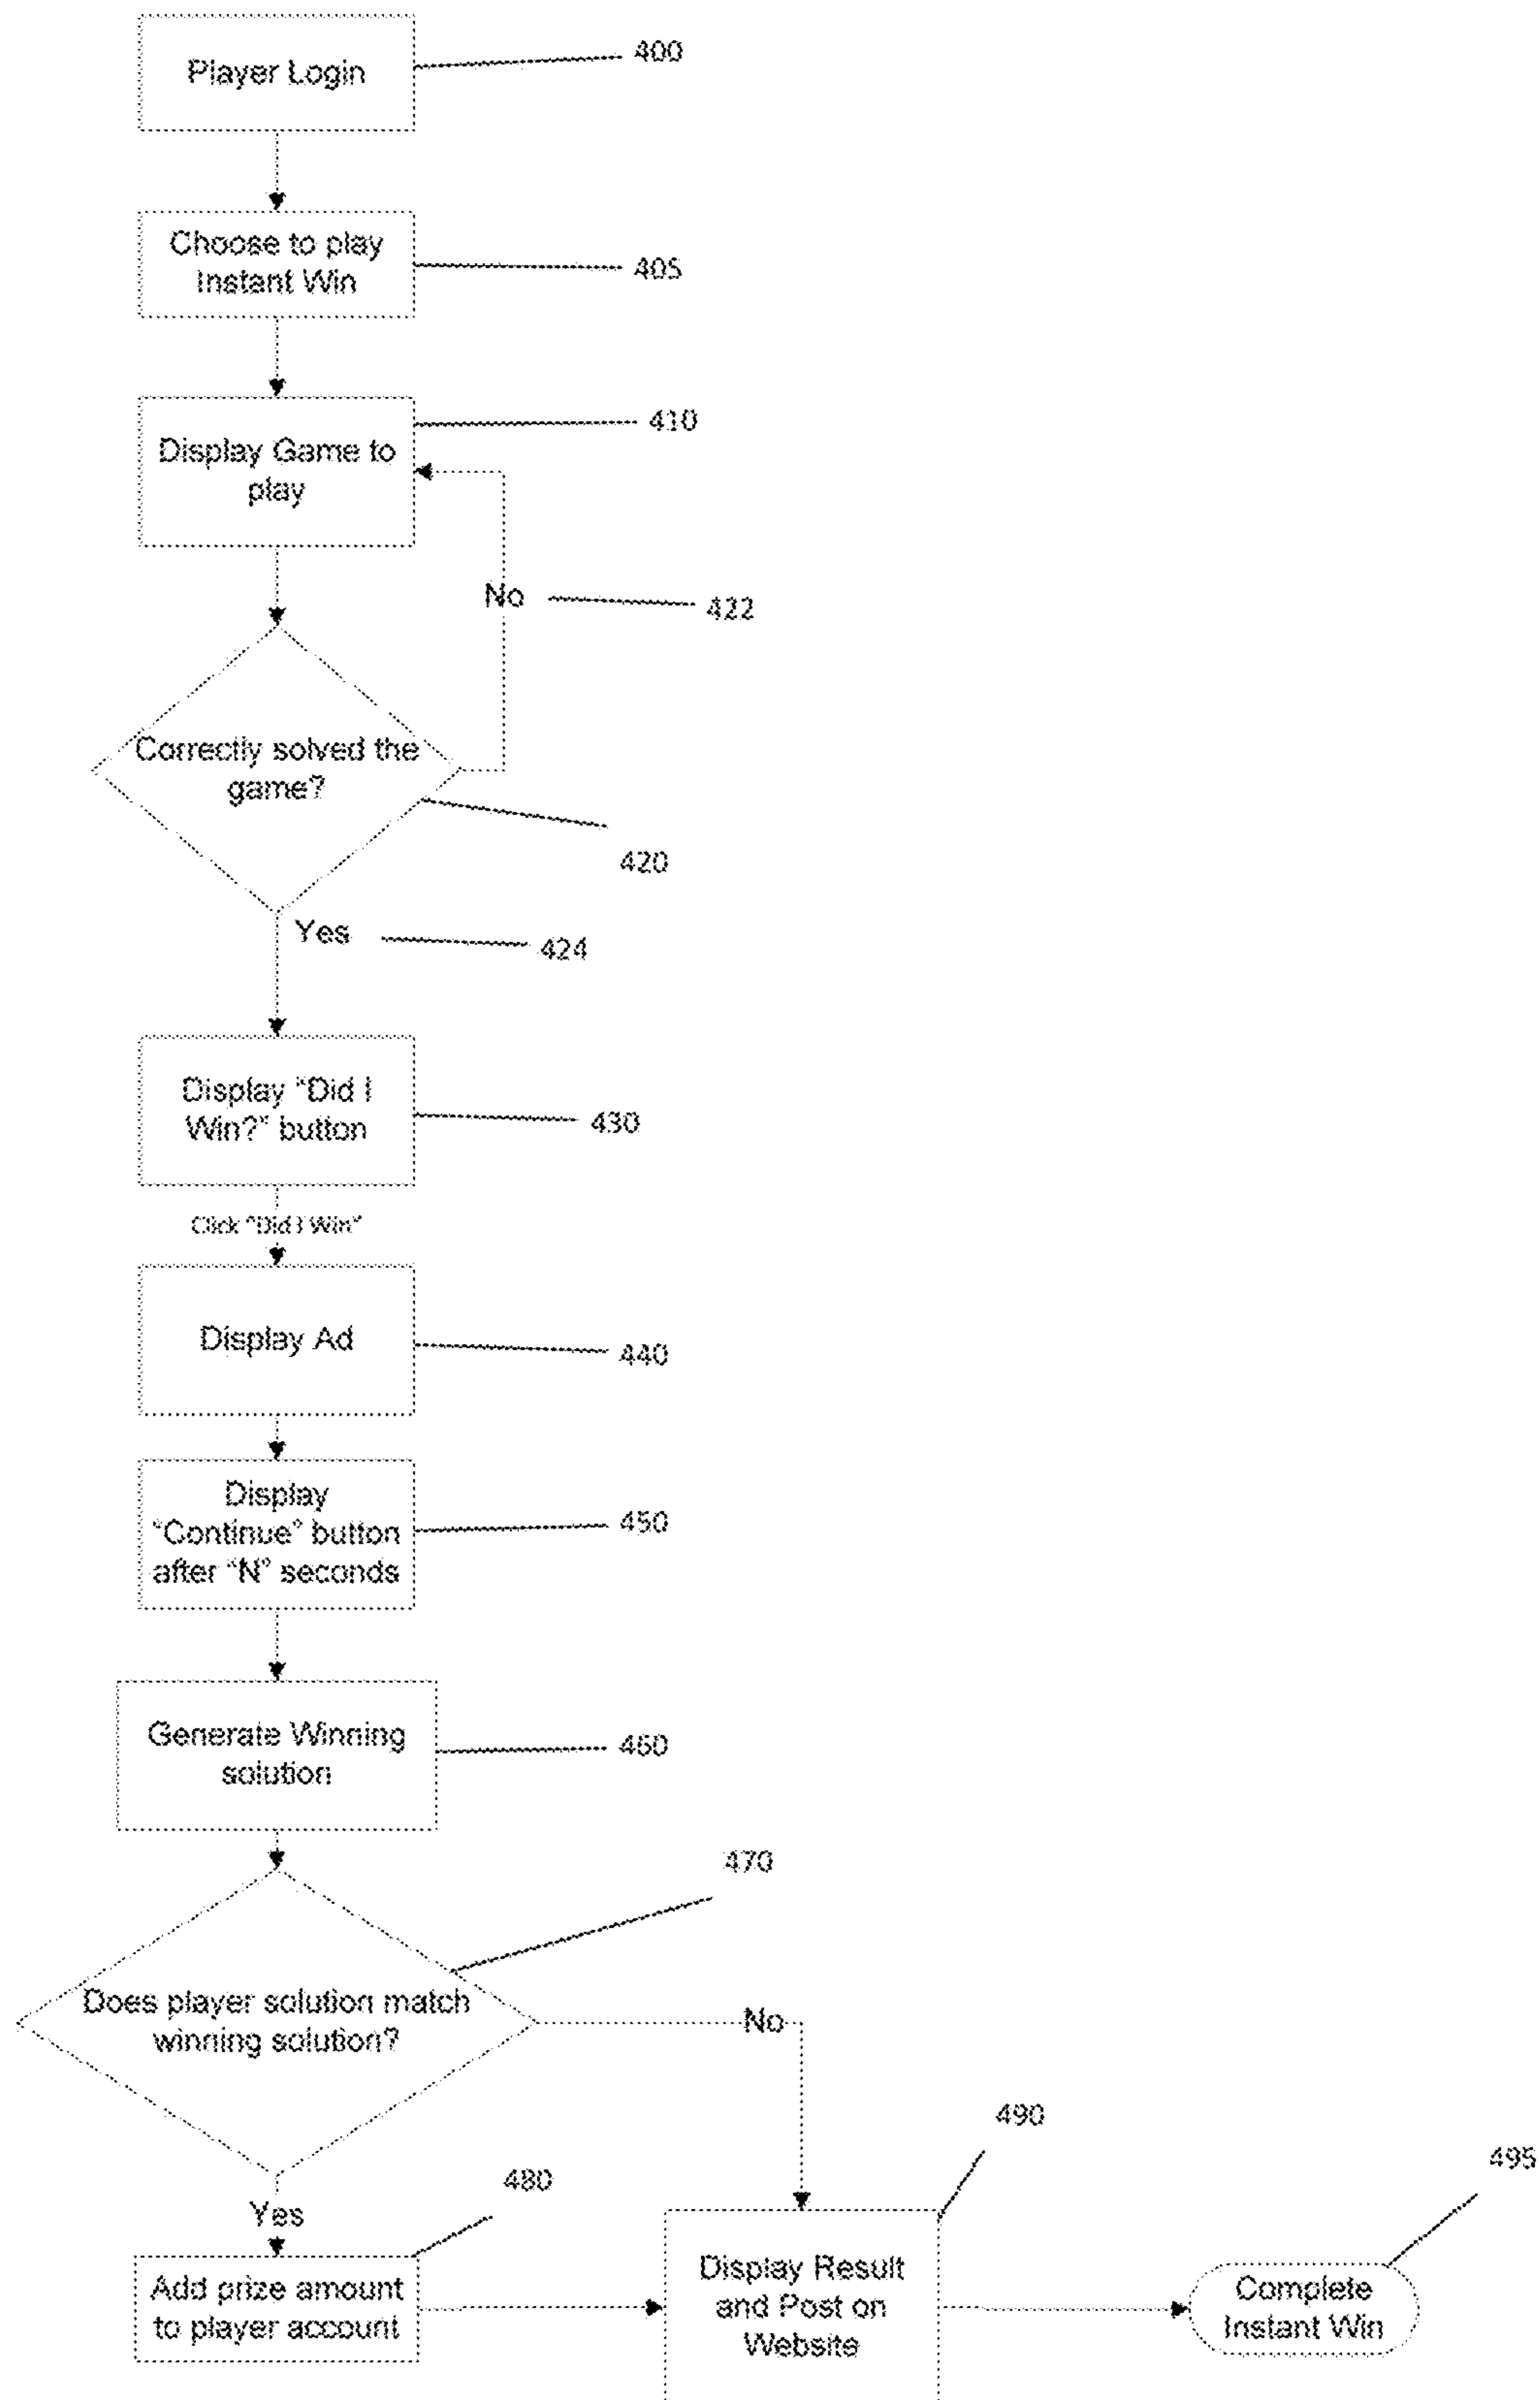 Player Login
400
Choose to play
Instant Win
405
410
Display Game to
play
No
422
Correctly solved the
game?
420
Yes
424
Display "Did I
Win?" button
430
Click "Did I Win"
Display Ad
440
Display
"Continue" button
after "N" seconds
450
Generate Winning
solution
460
470
Does player solution match
winning solution?
No
490
495
480
Yes
Add prize amount
to player account
Display Result
and Post on
Website
Complete
Instant Win